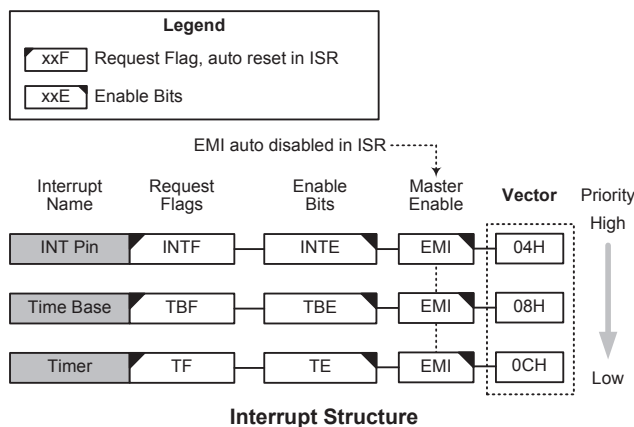 Legend
xxF Request Flag, auto reset in ISR
xxE Enable Bits
EMI auto disabled in ISR
Interrupt Name Request Flags Enable Bits Master Enable Vector Priority
High
INT Pin INTF INTE EMI 04H
Time Base TBF TBE EMI 08H
Timer TF TE EMI 0CH
Low
Interrupt Structure